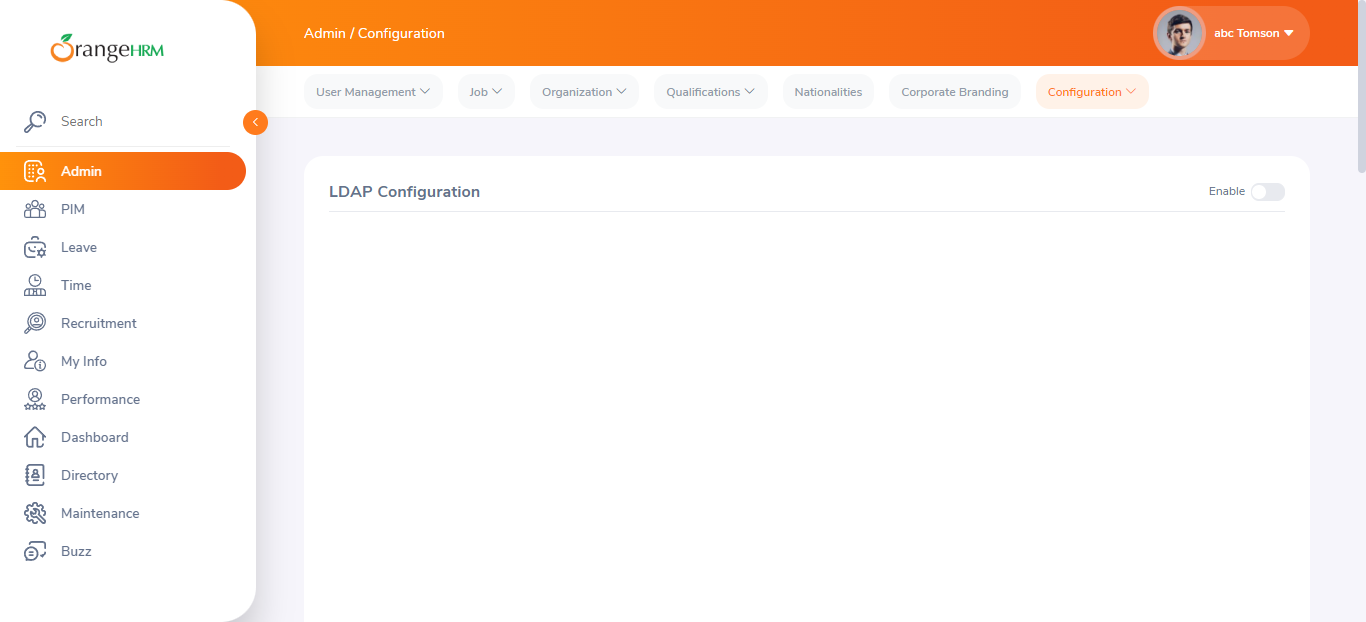 OrangeHRM
Admin / Configuration
abc Tomson
User Management
Job
Organization
Qualifications
Nationalities
Corporate Branding
Configuration
Search
Admin
PIM
Leave
Time
Recruitment
My Info
Performance
Dashboard
Directory
Maintenance
Buzz
LDAP Configuration
Enable